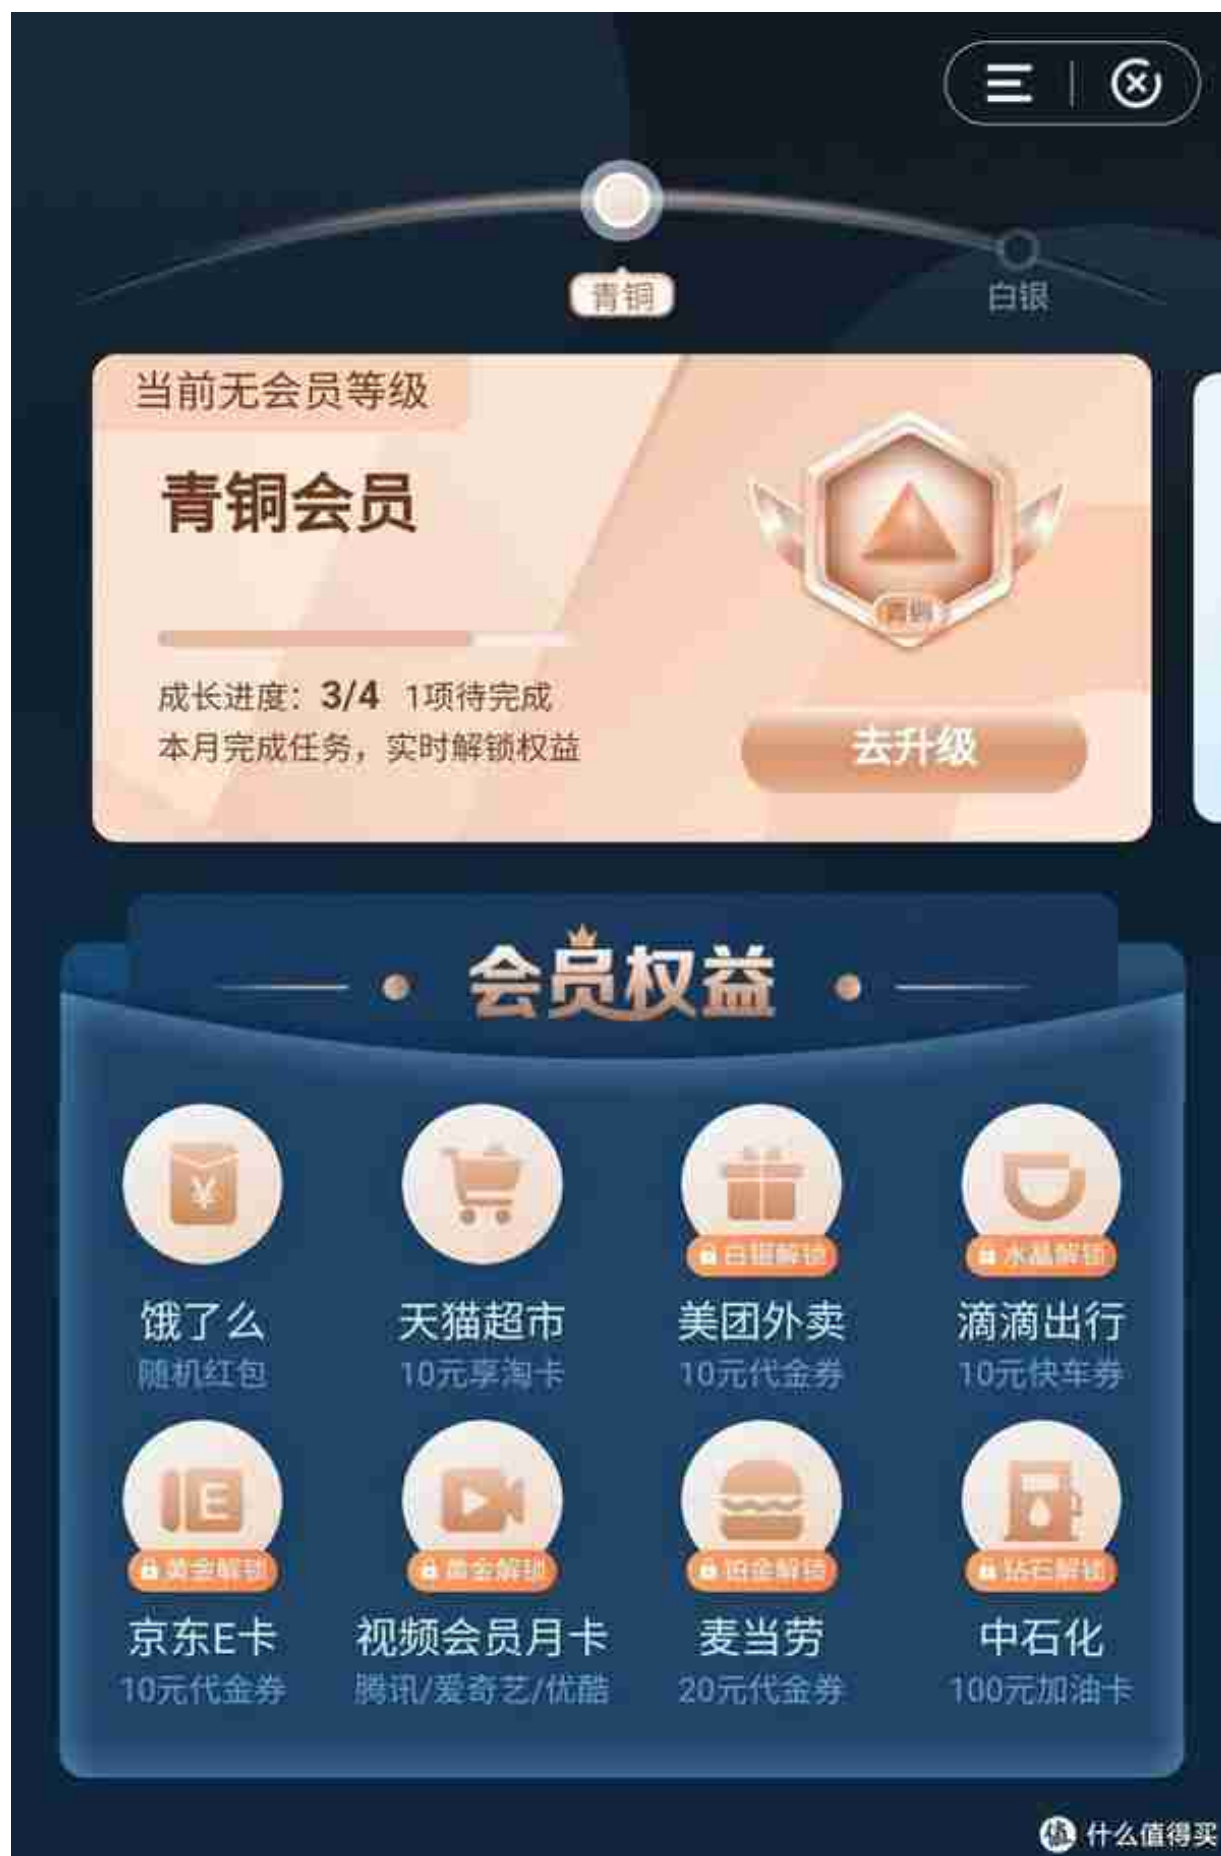 青铜
白银
当前无会员等级
青铜会员
青铜
成长进度：3/4 1项待完成
本月完成任务，实时解锁权益
去升级
会员权益
¥
白银解锁
水晶解锁
饿了么
天猫超市
美团外卖
滴滴出行
随机红包
10元享淘卡
10元代金券
10元快车券
E
黄金解锁
黄金解锁
铂金解锁
钻石解锁
京东E卡
视频会员月卡
麦当劳
中石化
10元代金券
腾讯/爱奇艺/优酷
20元代金券
100元加油卡
值 什么值得买